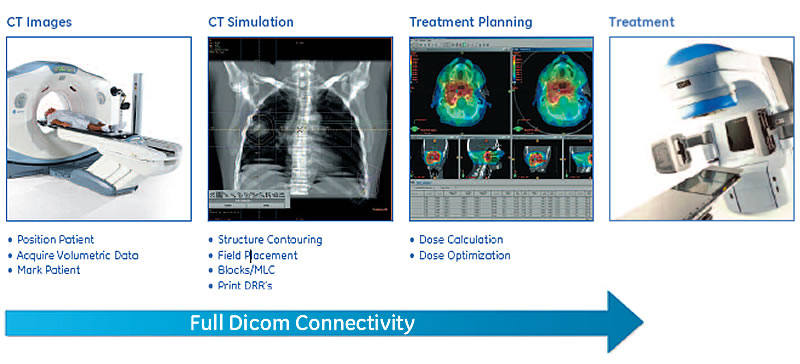 CT Images
CT Simulation
Treatment Planning
Treatment
• Position Patient
• Acquire Volumetric Data
• Mark Patient
• Structure Contouring
• Field Placement
• Blocks/MLC
• Print DRR's
• Dose Calculation
• Dose Optimization
Full Dicom Connectivity